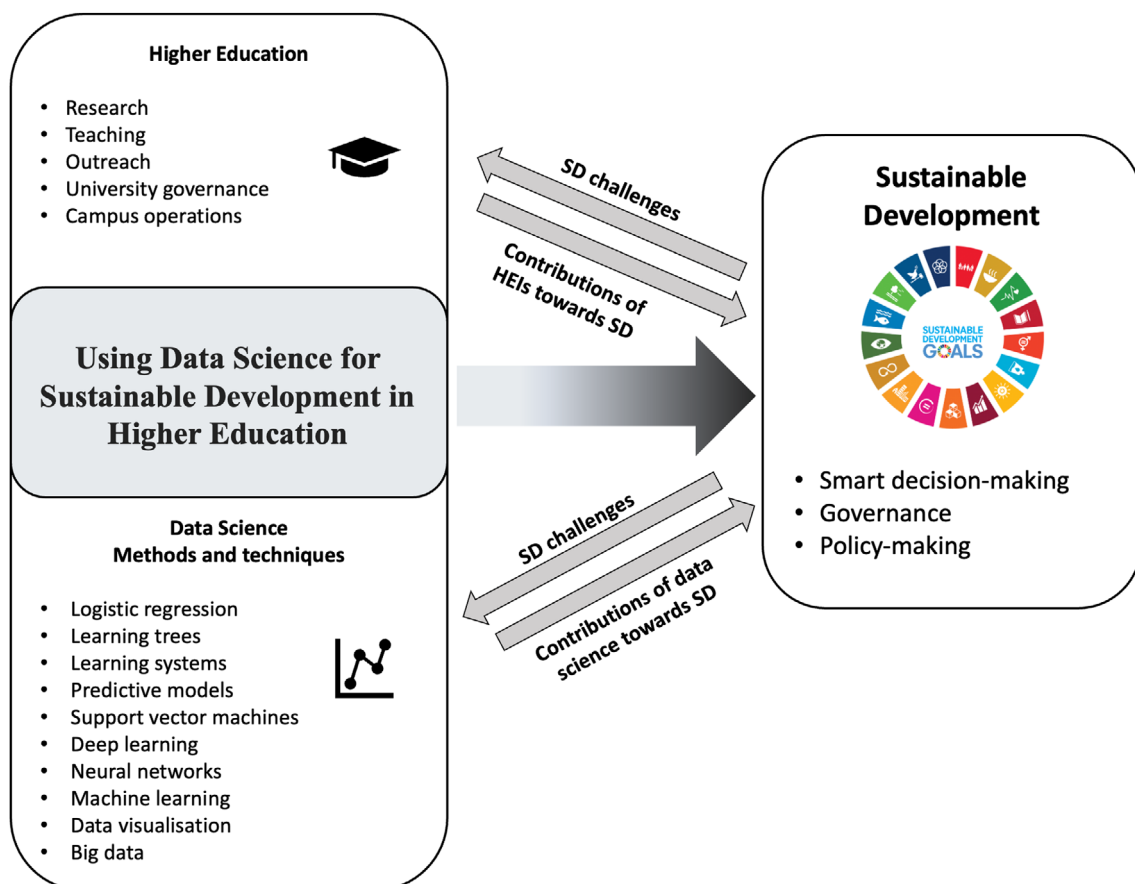 Higher Education
• Research
• Teaching
• Outreach
• University governance
• Campus operations
Using Data Science for
Sustainable Development in
Higher Education
Data Science
Methods and techniques
• Logistic regression
• Learning trees
• Learning systems
• Predictive models
• Support vector machines
• Deep learning
• Neural networks
• Machine learning
• Data visualisation
• Big data
SD challenges
Contributions of
HEIs towards SD
SD challenges
Contributions of data
science towards SD
Sustainable
Development
SUSTAINABLE
DEVELOPMENT
GOALS
• Smart decision-making
• Governance
• Policy-making